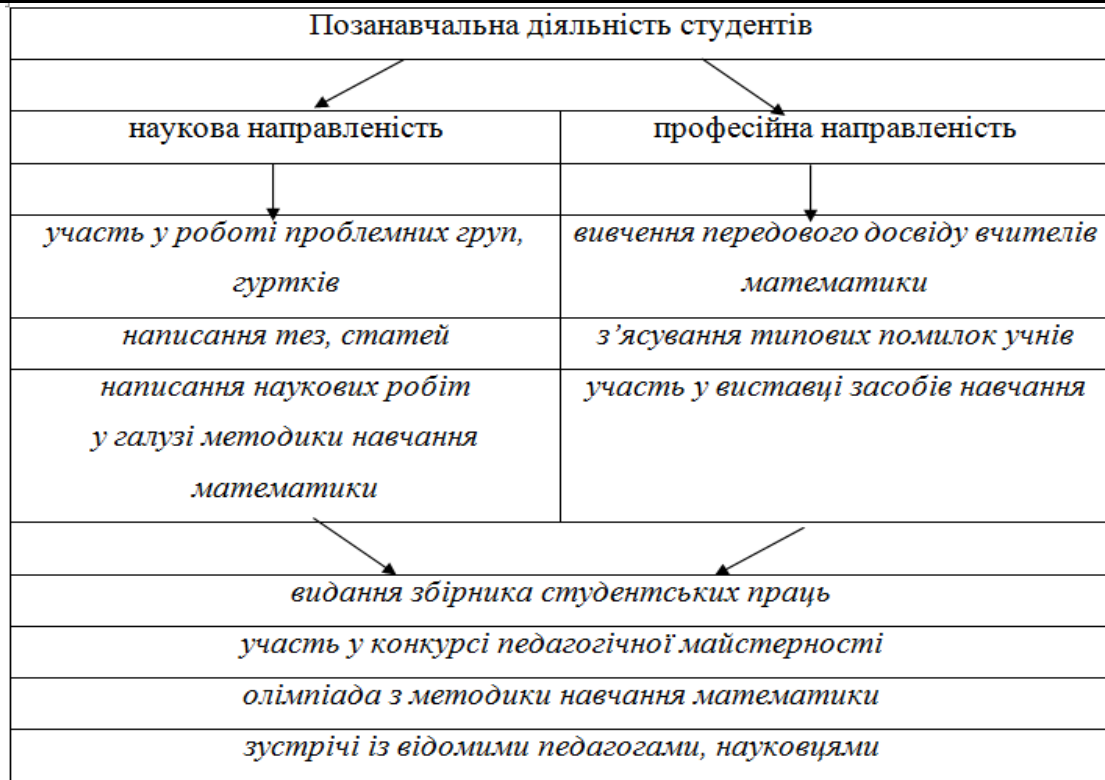 Позанавчальна діяльність студентів
наукова направленість
професійна направленість
участь у роботі проблемних груп,
гуртків
вивчення передового досвіду вчителів
математики
написання тез, статей
з’ясування типових помилок учнів
написання наукових робіт
у галузі методики навчання
математики
участь у виставці засобів навчання
видання збірника студентських праць
участь у конкурсі педагогічної майстерності
олімпіада з методики навчання математики
зустрічі із відомими педагогами, науковцями